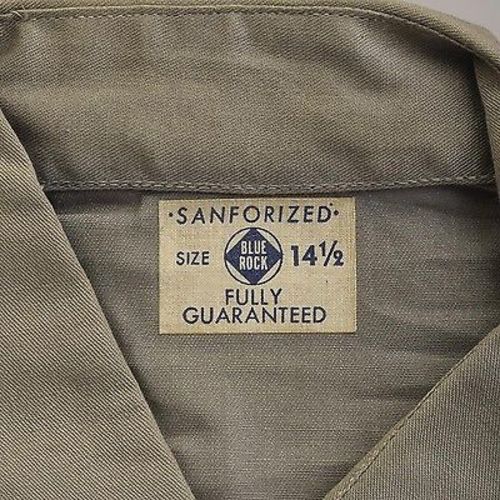 ·SANFORIZED·
SIZE BLUE ROCK 14½
FULLY
GUARANTEED